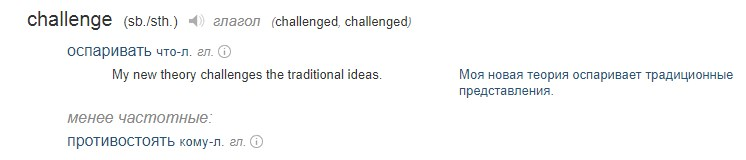 challenge (sb./sth.) глагол (challenged, challenged)
оспаривать что-л. гл.
My new theory challenges the traditional ideas. Моя новая теория оспаривает традиционные
представления.
менее частотные:
противостоять кому-л. гл.